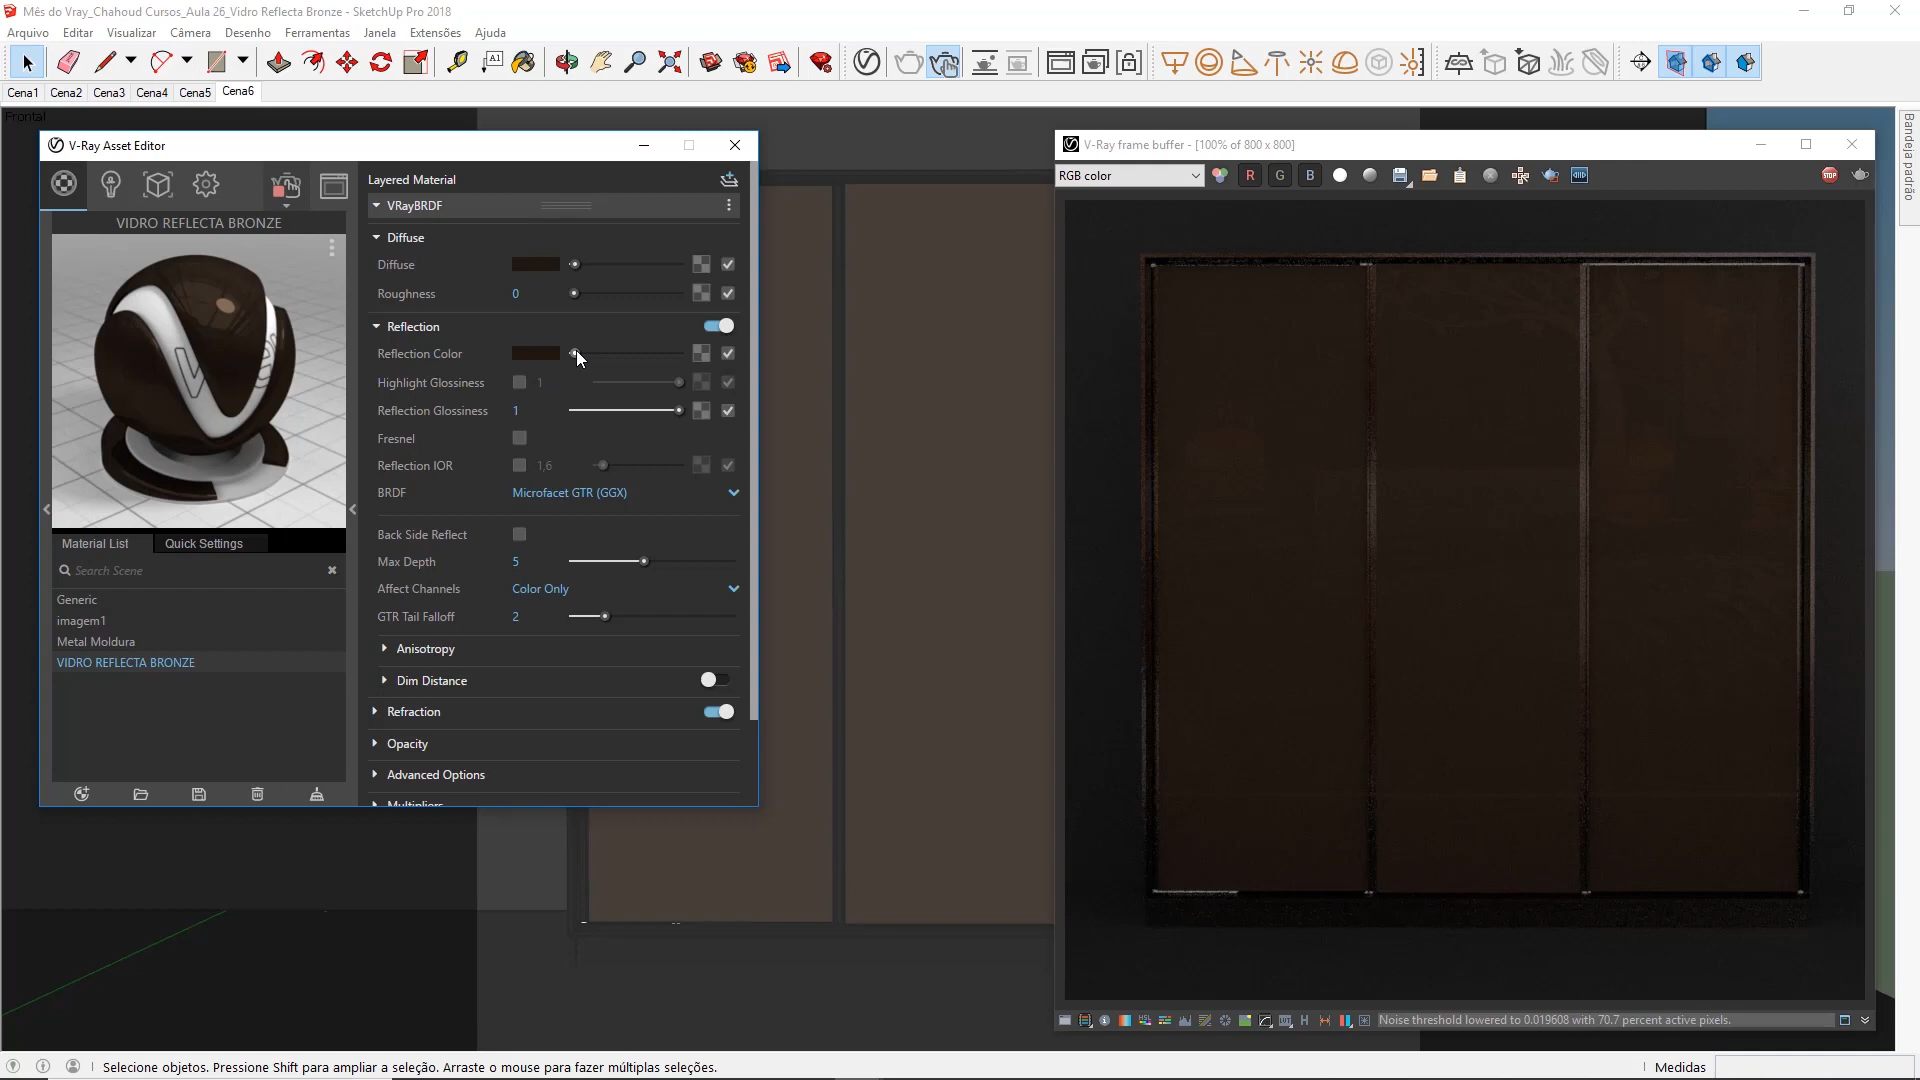 Mês do Vray_Chahoud Cursos_Aula 26_Vidro Reflecta Bronze - SketchUp Pro 2018
Arquivo Editar Visualizar Câmera Desenho Ferramentas Janela Extensões Ajuda
A1
Cena1 Cena2 Cena3 Cena4 Cena5 Cena6
Frontal
Bandeja padrão
V-Ray Asset Editor
VIDRO REFLECTA BRONZE
Material List Quick Settings
Search Scene
Generic
imagem1
Metal Moldura
VIDRO REFLECTA BRONZE
Layered Material
VRayBRDF
Diffuse
Diffuse
Roughness 0
Reflection
Reflection Color
Highlight Glossiness 1
Reflection Glossiness 1
Fresnel
Reflection IOR 1,6
BRDF Microfacet GTR (GGX)
Back Side Reflect
Max Depth 5
Affect Channels Color Only
GTR Tail Falloff 2
Anisotropy
Dim Distance
Refraction
Opacity
Advanced Options
Multipliers
V-Ray frame buffer - [100% of 800 x 800]
RGB color R G B
STOP
HSL
H
Noise threshold lowered to 0.019608 with 70.7 percent active pixels.
Selecione objetos. Pressione Shift para ampliar a seleção. Arraste o mouse para fazer múltiplas seleções.
Medidas